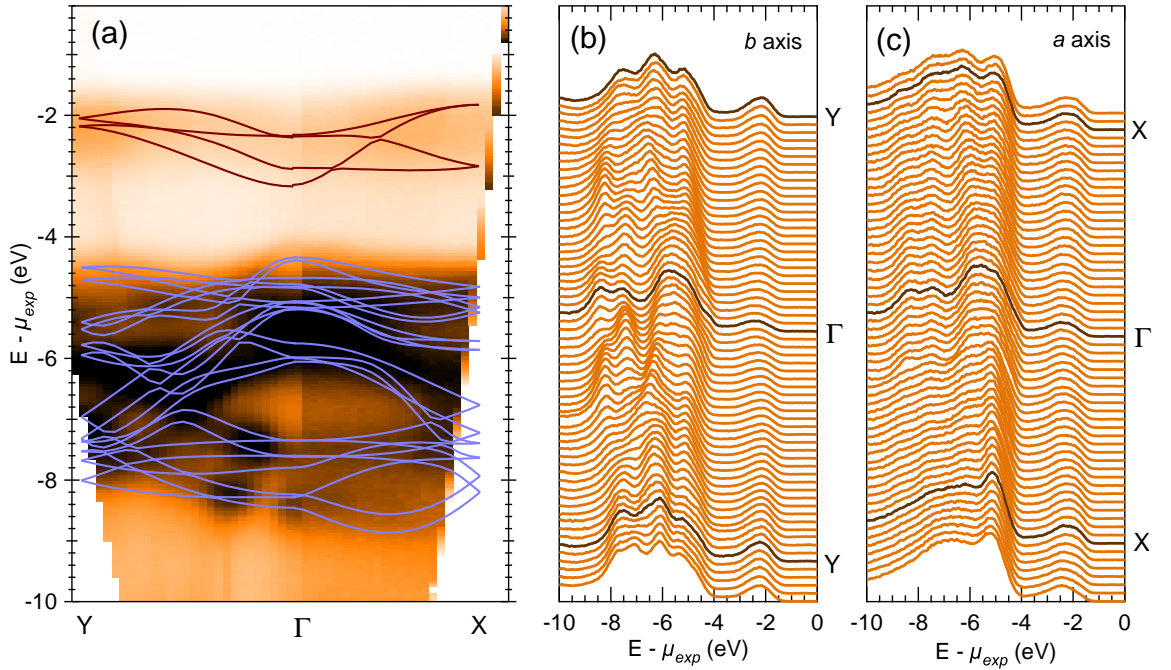 (a)
(b)
b axis
(c)
a axis
-2
-4
-6
-8
-10
E - μexp (eV)
Y
Γ
X
Y
Γ
Y
X
Γ
X
-10
-8
-6
-4
-2
0
E - μexp (eV)
-10
-8
-6
-4
-2
0
E - μexp (eV)